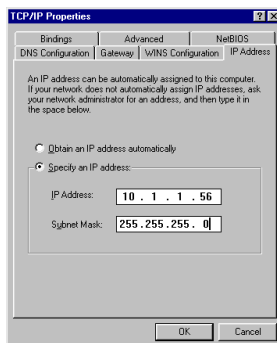 TCP/IP Properties
Bindings Advanced NetBIOS
DNS Configuration Gateway WINS Configuration IP Address
An IP address can be automatically assigned to this computer.
If your network does not automatically assign IP addresses, ask
your network administrator for an address, and then type it in
the space below.
Obtain an IP address automatically
Specify an IP address:
IP Address: 10 . 1 . 1 . 56
Subnet Mask: 255.255.255. 0
OK Cancel